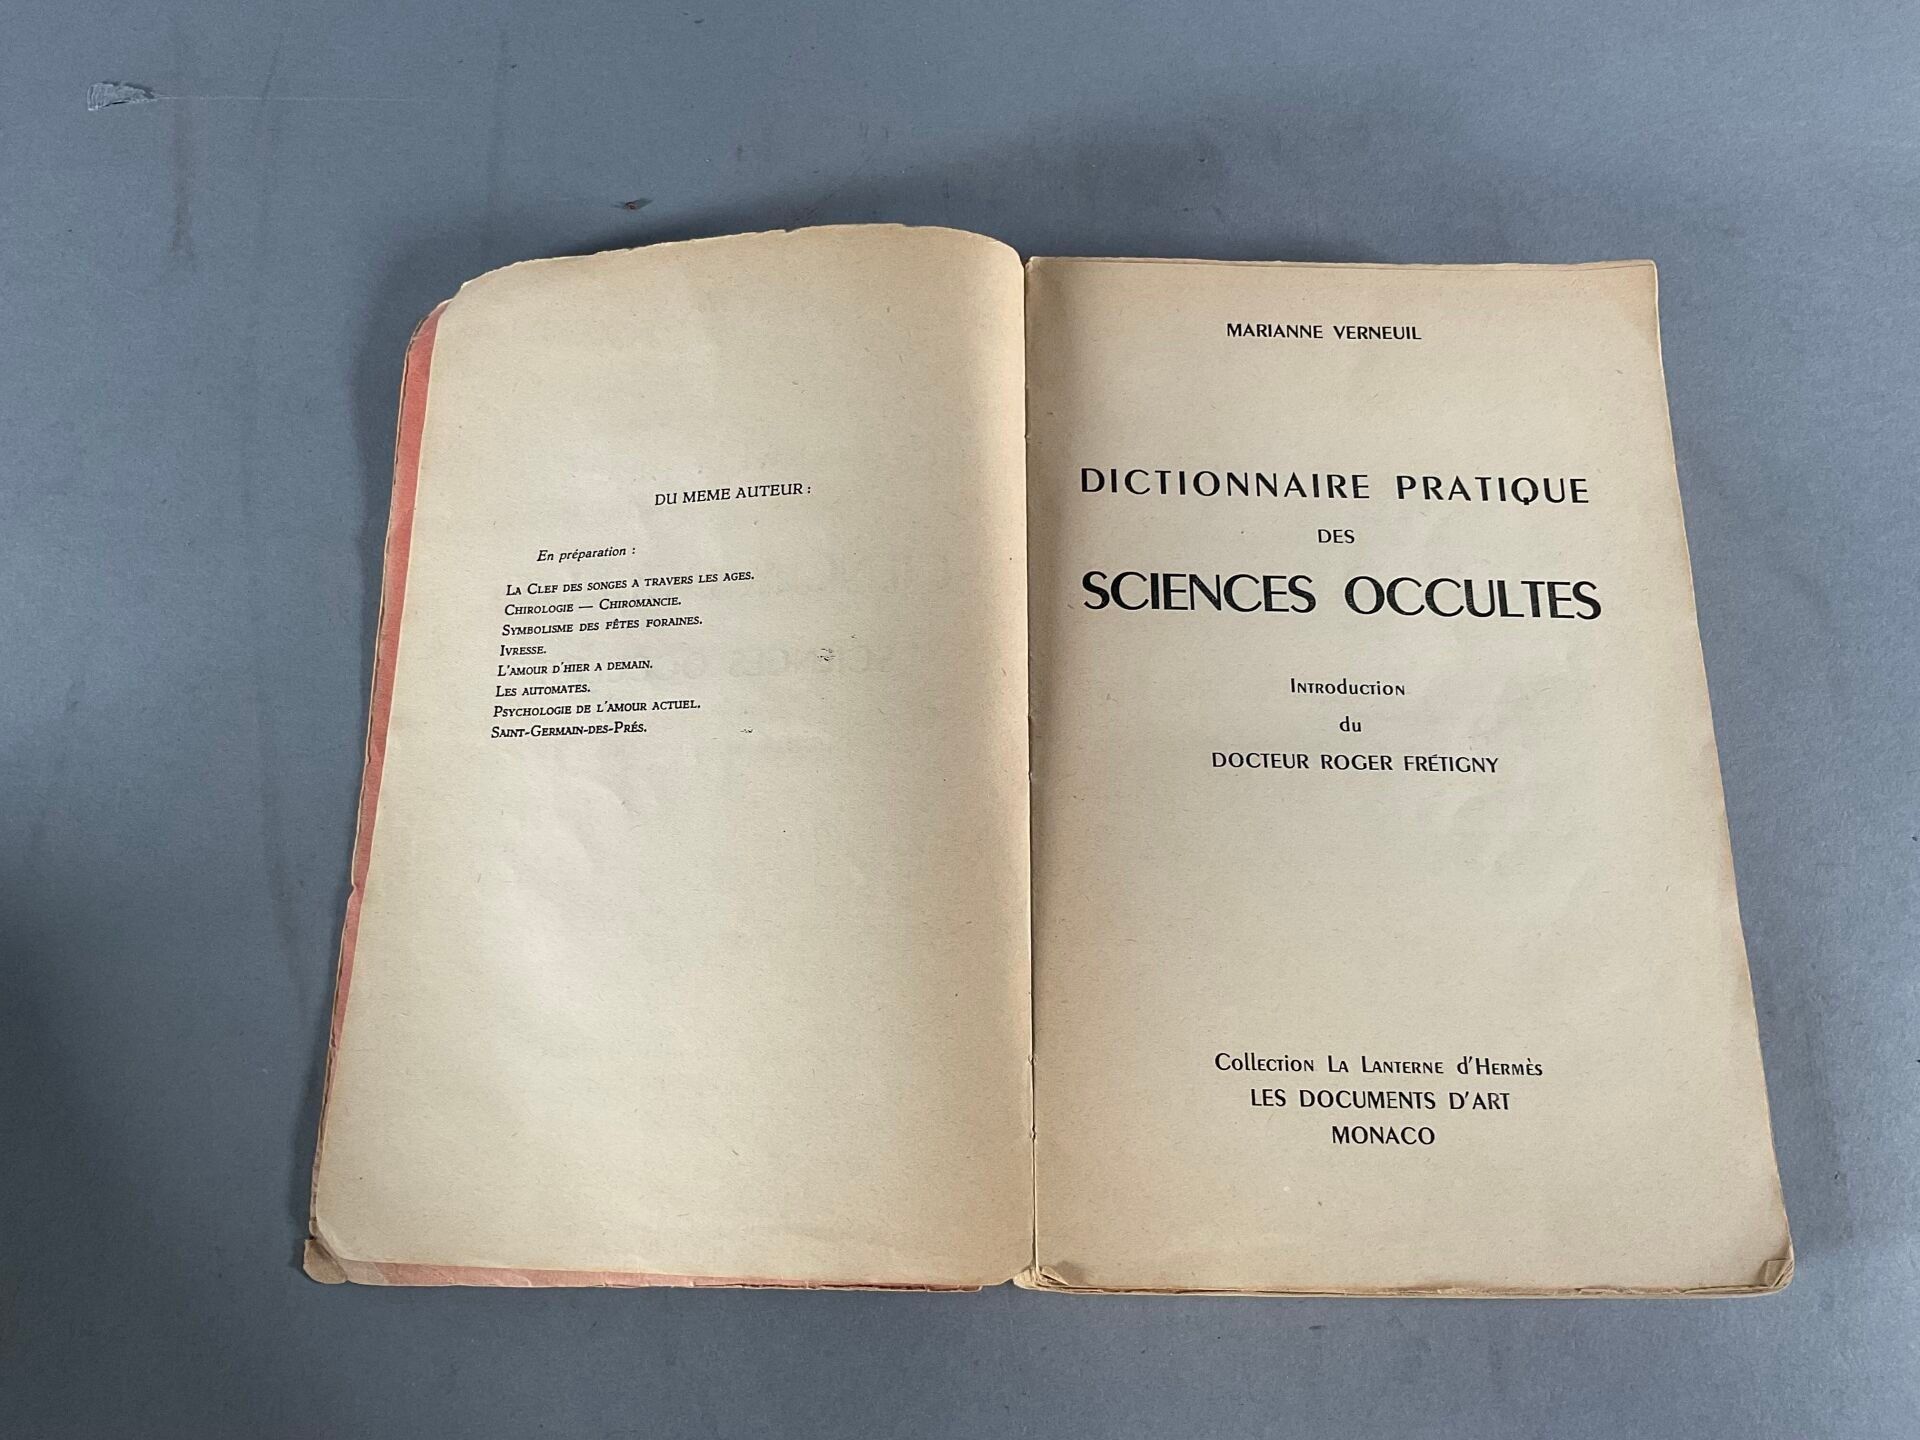 DU MEME AUTEUR :
En préparation :
La Clef des songes a travers les ages.
Chirologie — Chiromancie.
Symbolisme des fêtes foraines.
Ivresse.
L'amour d'hier a demain.
Les automates.
Psychologie de l'amour actuel.
Saint-Germain-des-Prés.
MARIANNE VERNEUIL
DICTIONNAIRE PRATIQUE
DES
SCIENCES OCCULTES
Introduction
du
DOCTEUR ROGER FRÉTIGNY
Collection La Lanterne d'Hermès
LES DOCUMENTS D'ART
MONACO